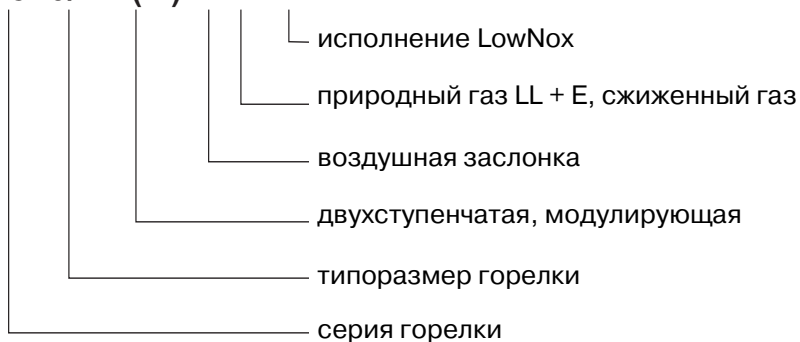 исполнение LowNox
природный газ LL + E, сжиженный газ
воздушная заслонка
двухступенчатая, модулирующая
типоразмер горелки
серия горелки